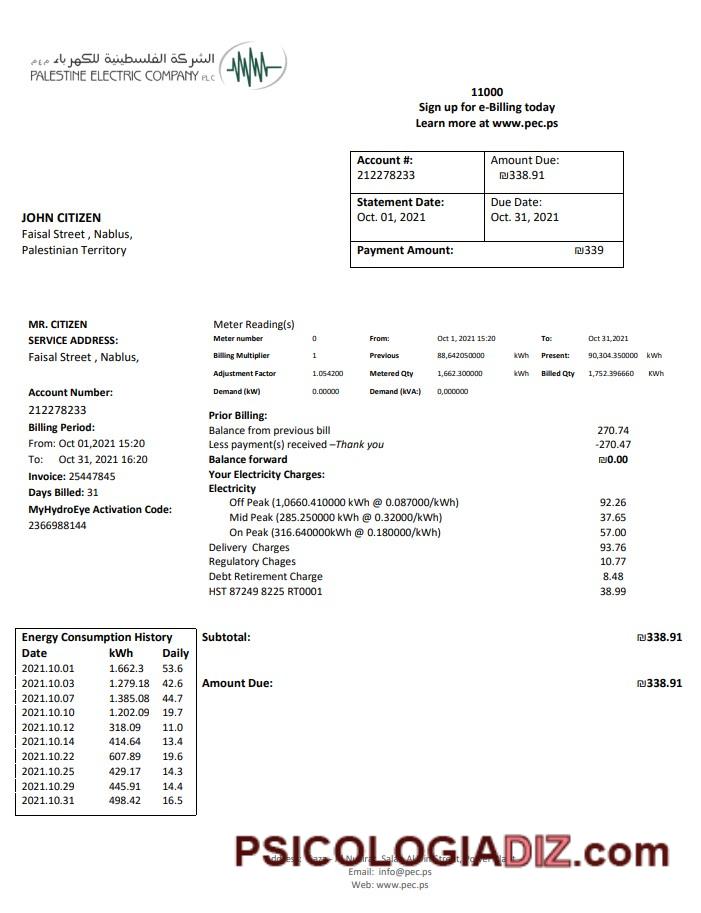 الشركة الفلسطينية للكهرباء م.ع.م
PALESTINE ELECTRIC COMPANY PLC
11000
Sign up for e-Billing today
Learn more at www.pec.ps
Account #: Amount Due:
212278233 ₪338.91
Statement Date: Due Date:
Oct. 01, 2021 Oct. 31, 2021
Payment Amount: ₪339
JOHN CITIZEN
Faisal Street , Nablus,
Palestinian Territory
MR. CITIZEN
SERVICE ADDRESS:
Faisal Street , Nablus,
Account Number:
212278233
Billing Period:
From: Oct 01,2021 15:20
To: Oct 31, 2021 16:20
Invoice: 25447845
Days Billed: 31
MyHydroEye Activation Code:
2366988144
Meter Reading(s)
Meter number 0 From: Oct 1, 2021 15:20 To: Oct 31,2021
Billing Multiplier 1 Previous 88,642050000 kWh Present: 90,304.350000 kWh
Adjustment Factor 1.054200 Metered Qty 1,662.300000 kWh Billed Qty 1,752.396660 KWh
Demand (kW) 0.00000 Demand (kVA:) 0,000000
Prior Billing:
Balance from previous bill 270.74
Less payment(s) received –Thank you -270.47
Balance forward ₪0.00
Your Electricity Charges:
Electricity
Off Peak (1,0660.410000 kWh @ 0.087000/kWh) 92.26
Mid Peak (285.250000 kWh @ 0.32000/kWh) 37.65
On Peak (316.640000kWh @ 0.180000/kWh) 57.00
Delivery Charges 93.76
Regulatory Chages 10.77
Debt Retirement Charge 8.48
HST 87249 8225 RT0001 38.99
Energy Consumption History
Date kWh Daily
2021.10.01 1.662.3 53.6
2021.10.03 1.279.18 42.6
2021.10.07 1.385.08 44.7
2021.10.10 1.202.09 19.7
2021.10.12 318.09 11.0
2021.10.14 414.64 13.4
2021.10.22 607.89 19.6
2021.10.25 429.17 14.3
2021.10.29 445.91 14.4
2021.10.31 498.42 16.5
Subtotal: ₪338.91
Amount Due: ₪338.91
PSICOLOGIADIZ.com
Email: info@pec.ps
Web: www.pec.ps